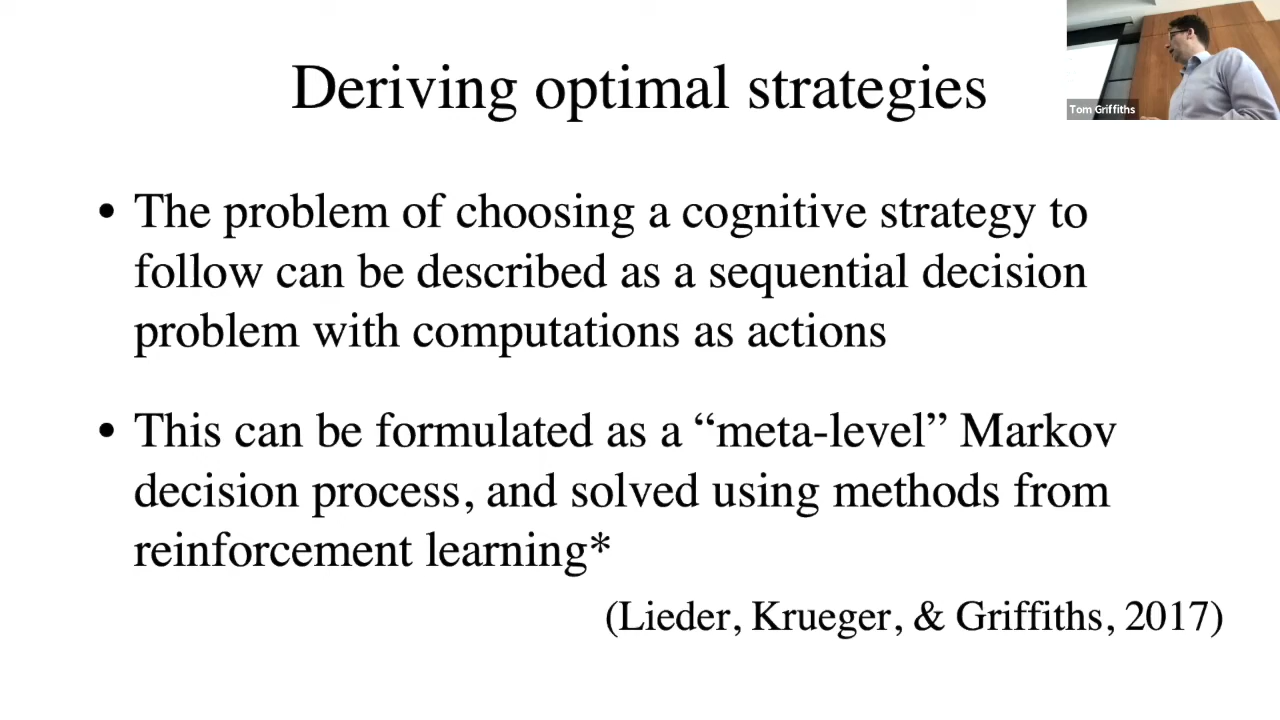 Deriving optimal strategies
Tom Griffiths
• The problem of choosing a cognitive strategy to
follow can be described as a sequential decision
problem with computations as actions
• This can be formulated as a “meta-level” Markov
decision process, and solved using methods from
reinforcement learning*
(Lieder, Krueger, & Griffiths, 2017)